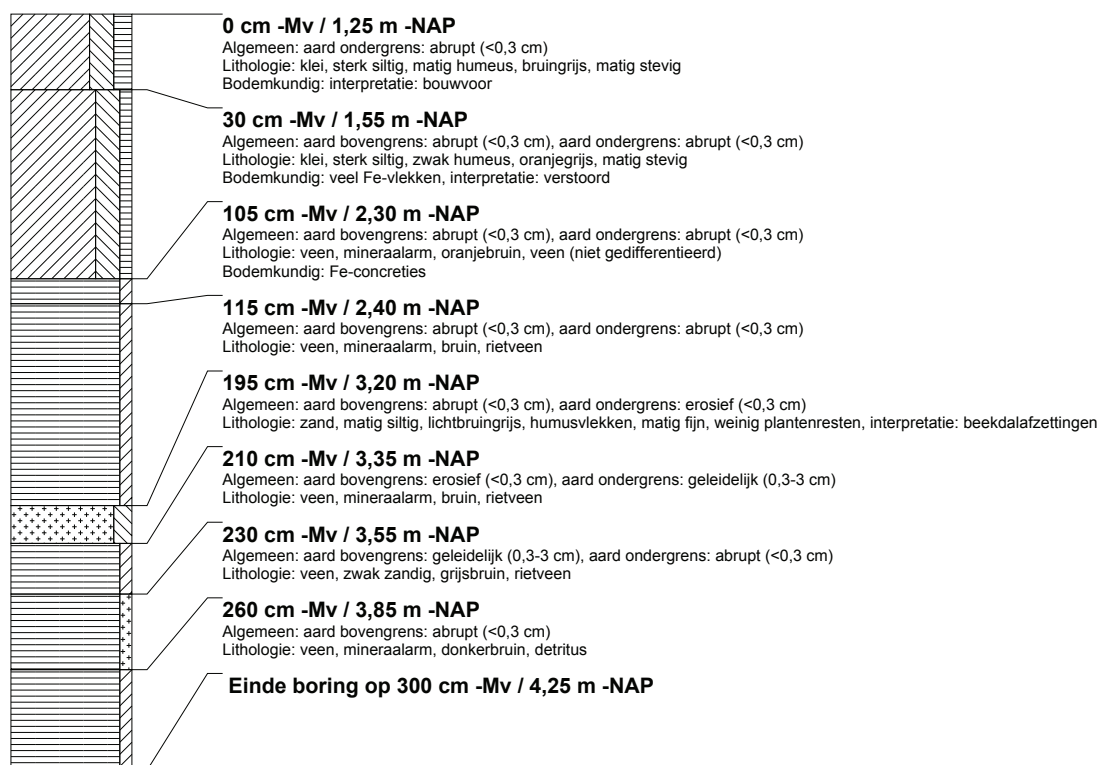 0 cm -Mv / 1,25 m -NAP
Algemeen: aard ondergrens: abrupt (<0,3 cm)
Lithologie: klei, sterk siltig, matig humeus, bruingrijs, matig stevig
Bodemkundig: interpretatie: bouwvoor
30 cm -Mv / 1,55 m -NAP
Algemeen: aard bovengrens: abrupt (<0,3 cm), aard ondergrens: abrupt (<0,3 cm)
Lithologie: klei, sterk siltig, zwak humeus, oranjegrijs, matig stevig
Bodemkundig: veel Fe-vlekken, interpretatie: verstoord
105 cm -Mv / 2,30 m -NAP
Algemeen: aard bovengrens: abrupt (<0,3 cm), aard ondergrens: abrupt (<0,3 cm)
Lithologie: veen, mineraalarm, oranjebruin, veen (niet gedifferentieerd)
Bodemkundig: Fe-concreties
115 cm -Mv / 2,40 m -NAP
Algemeen: aard bovengrens: abrupt (<0,3 cm), aard ondergrens: abrupt (<0,3 cm)
Lithologie: veen, mineraalarm, bruin, rietveen
195 cm -Mv / 3,20 m -NAP
Algemeen: aard bovengrens: abrupt (<0,3 cm), aard ondergrens: erosief (<0,3 cm)
Lithologie: zand, matig siltig, lichtbruingrijs, humusvlekken, matig fijn, weinig plantenresten, interpretatie: beekdalafzettingen
210 cm -Mv / 3,35 m -NAP
Algemeen: aard bovengrens: erosief (<0,3 cm), aard ondergrens: geleidelijk (0,3-3 cm)
Lithologie: veen, mineraalarm, bruin, rietveen
230 cm -Mv / 3,55 m -NAP
Algemeen: aard bovengrens: geleidelijk (0,3-3 cm), aard ondergrens: abrupt (<0,3 cm)
Lithologie: veen, zwak zandig, grijsbruin, rietveen
260 cm -Mv / 3,85 m -NAP
Algemeen: aard bovengrens: abrupt (<0,3 cm)
Lithologie: veen, mineraalarm, donkerbruin, detritus
Einde boring op 300 cm -Mv / 4,25 m -NAP